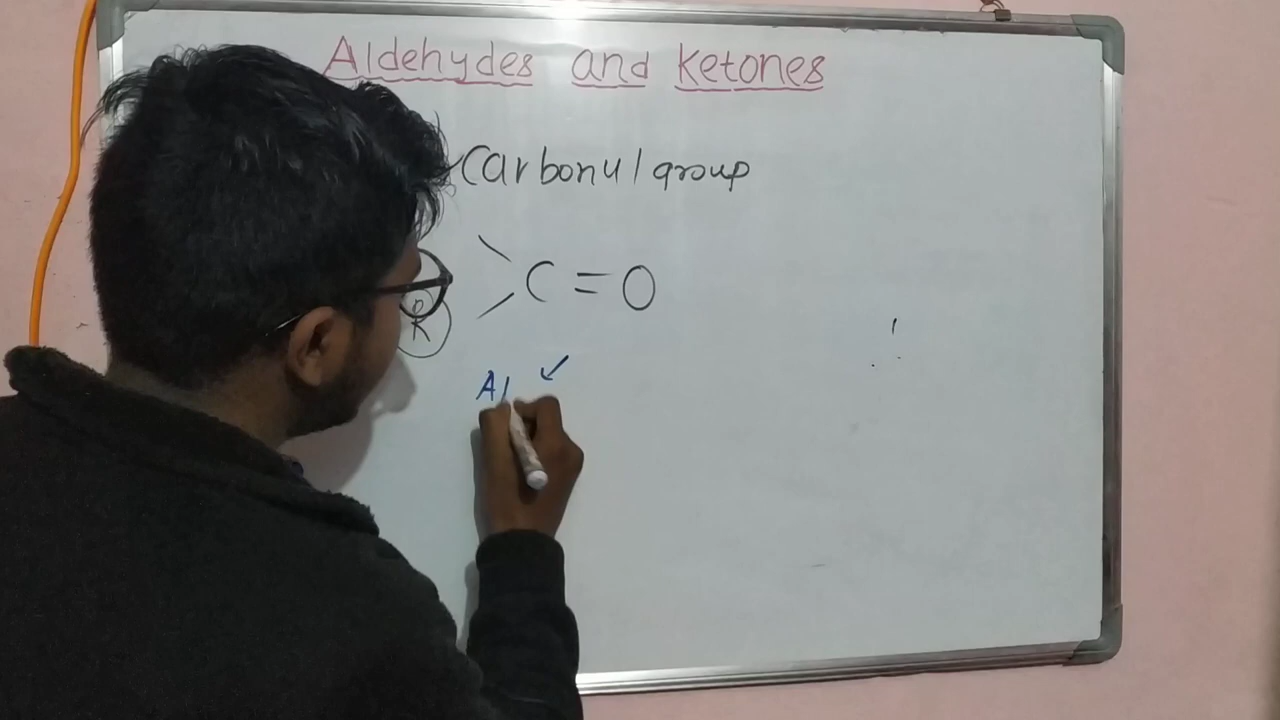 Aldehydes and Ketones
Carbonyl group
C = O
R
Al